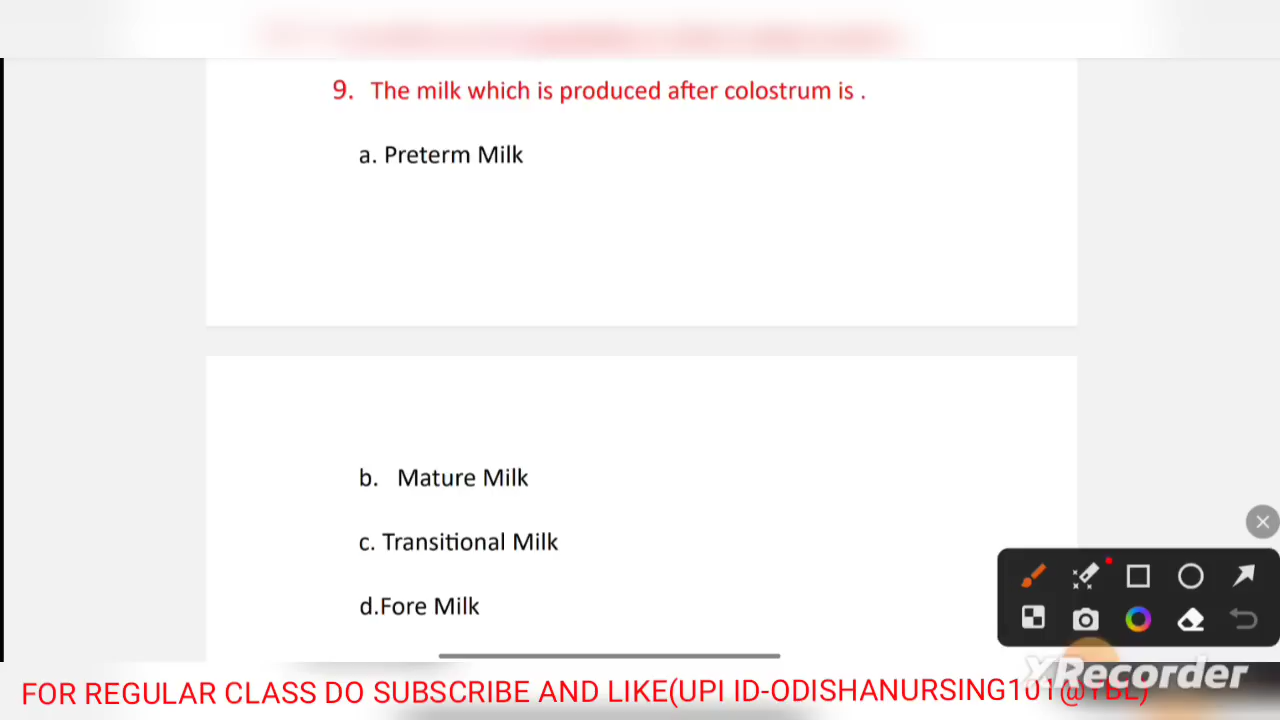 9. The milk which is produced after colostrum is .
a. Preterm Milk
b. Mature Milk
c. Transitional Milk
d.Fore Milk
XRecorder
FOR REGULAR CLASS DO SUBSCRIBE AND LIKE(UPI ID-ODISHANURSING101@YBL)